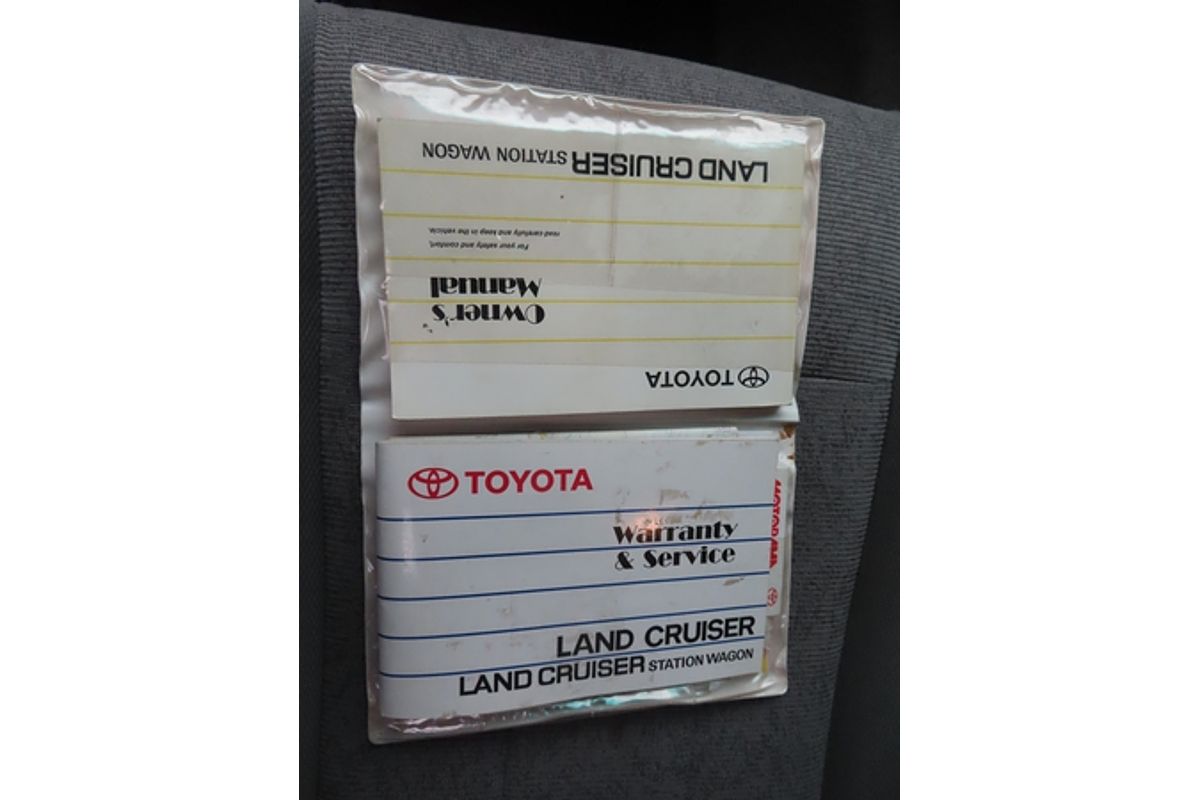 LAND CRUISER STATION WAGON
For your safety and comfort,
read carefully and keep in the vehicle.
Owner's
Manual
TOYOTA
TOYOTA
Warranty
& Service
LAND CRUISER
LAND CRUISER STATION WAGON